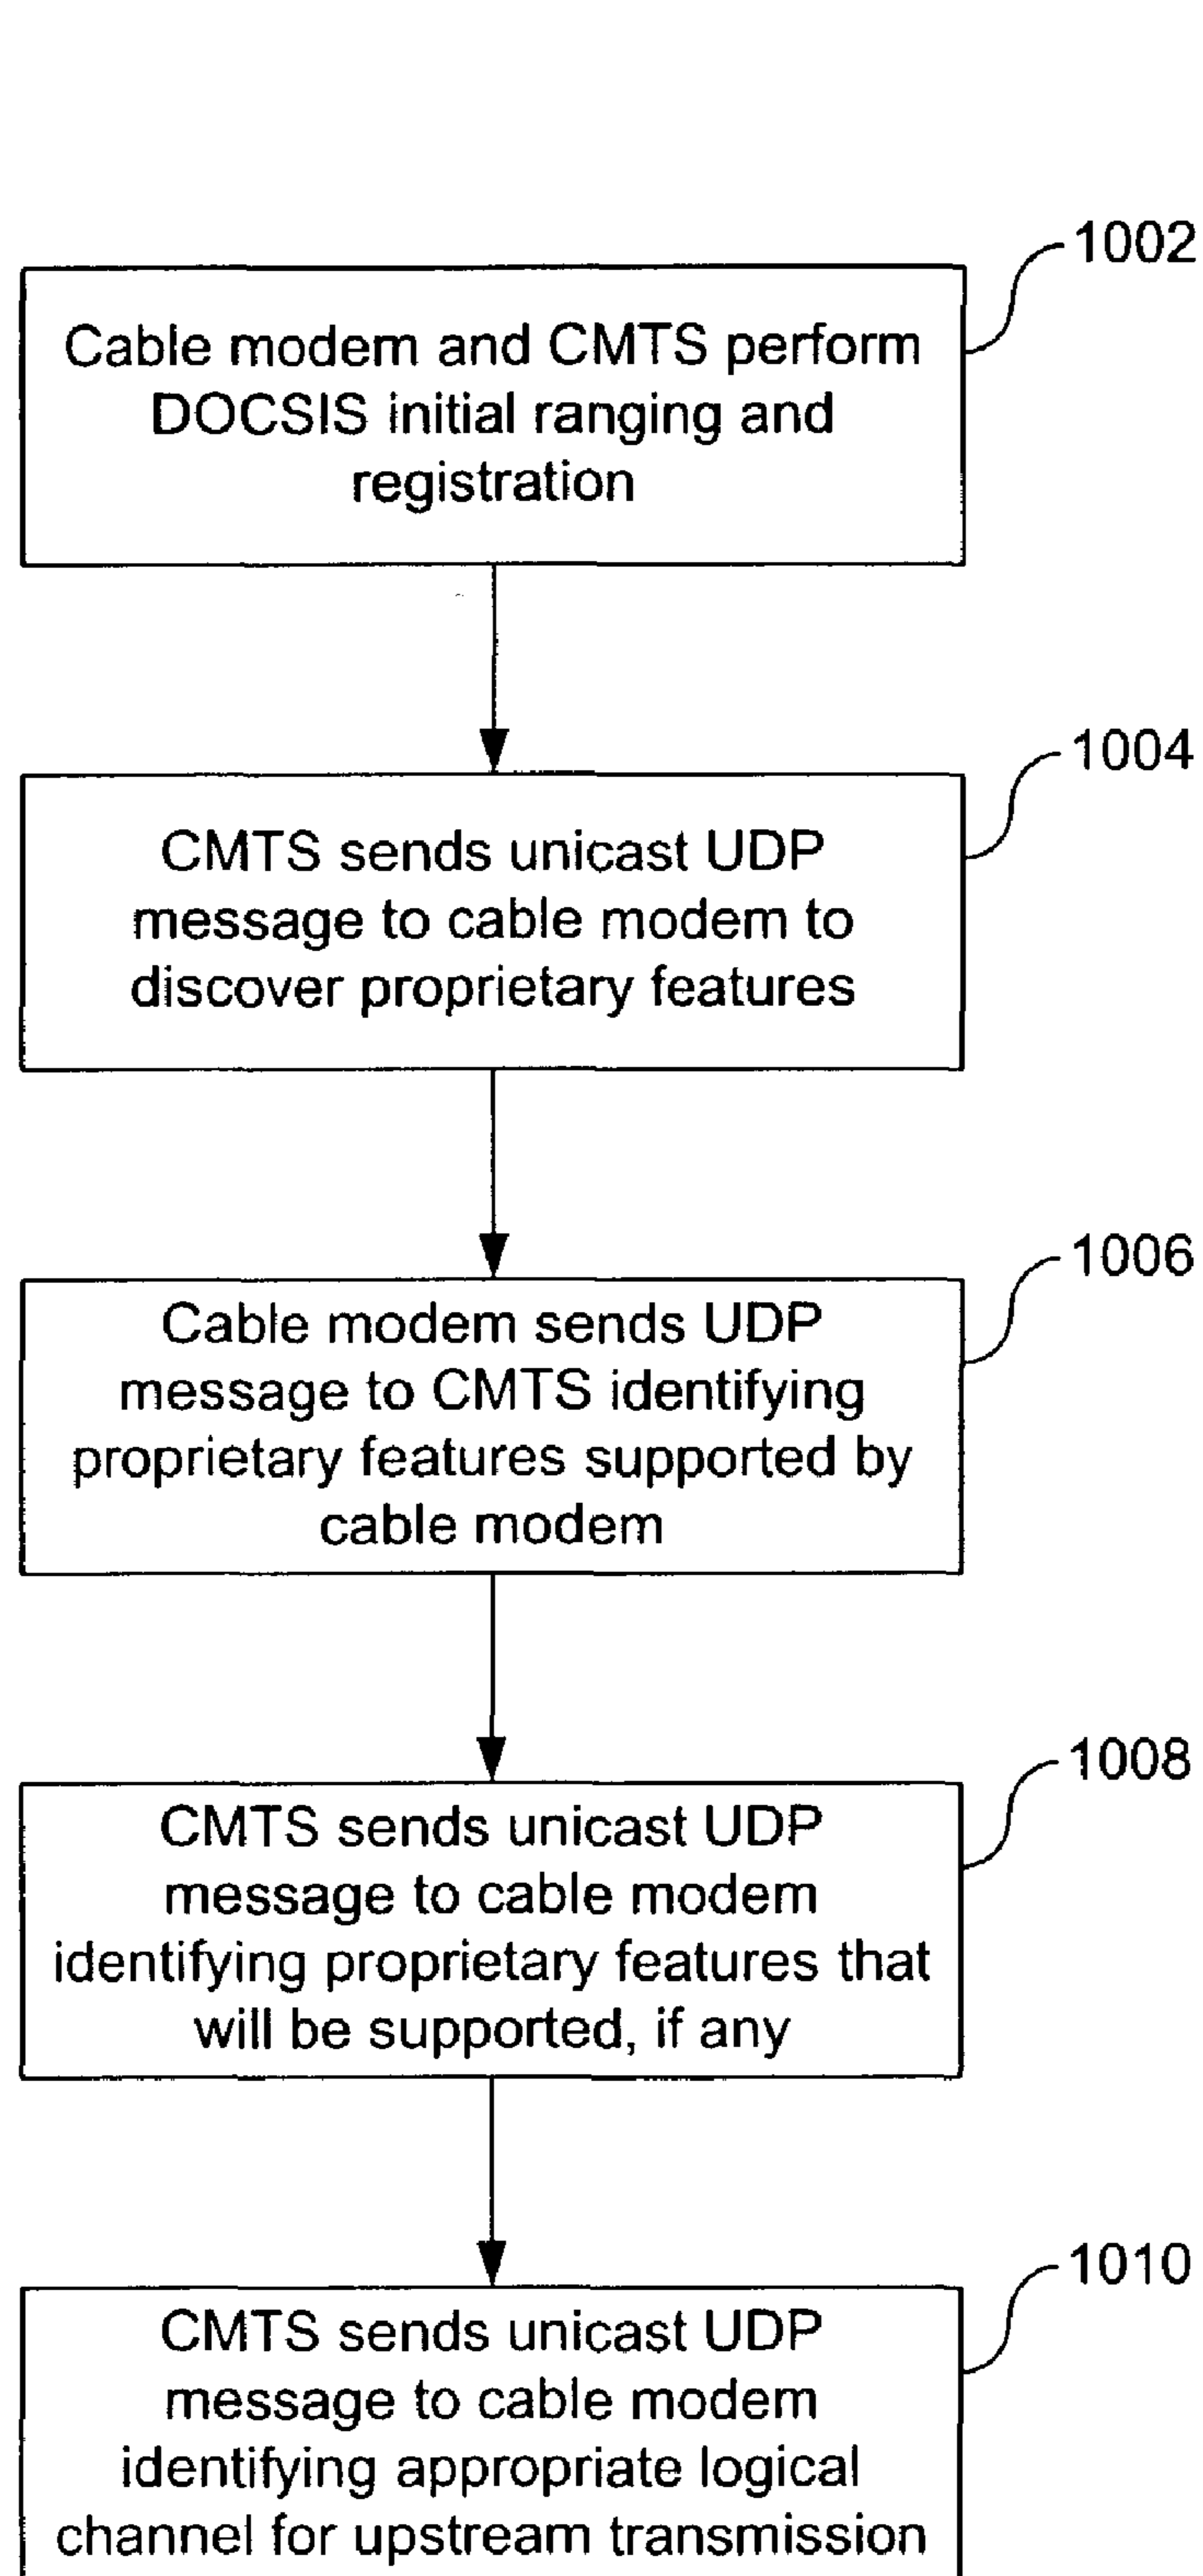 1002
Cable modem and CMTS perform
DOCSIS initial ranging and
registration
1004
CMTS sends unicast UDP
message to cable modem to
discover proprietary features
1006
Cable modem sends UDP
message to CMTS identifying
proprietary features supported by
cable modem
1008
CMTS sends unicast UDP
message to cable modem
identifying proprietary features that
will be supported, if any
1010
CMTS sends unicast UDP
message to cable modem
identifying appropriate logical
channel for upstream transmission